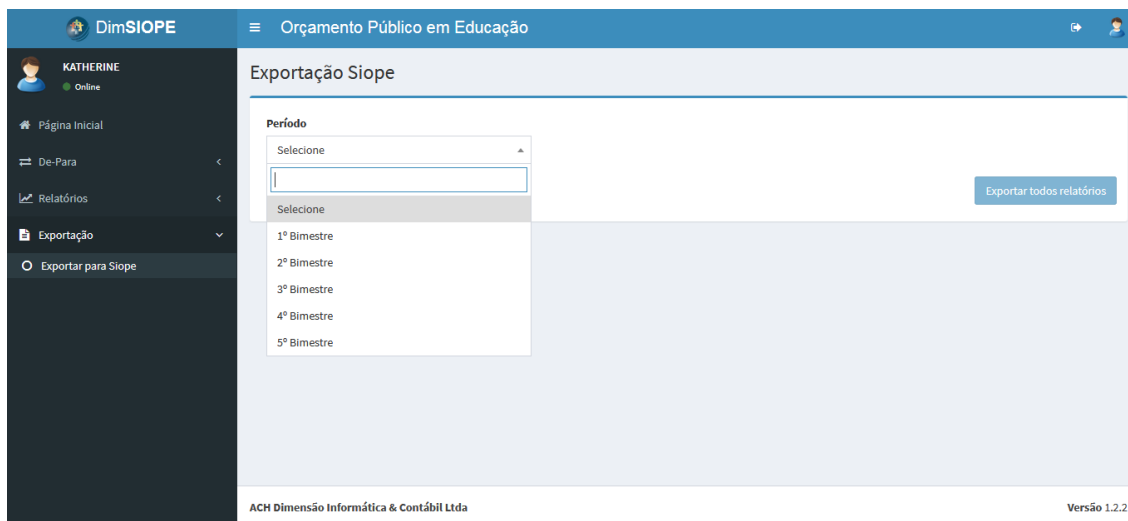 DimSIOPE
Orçamento Público em Educação
KATHERINE
Online
Exportação Siope
Página Inicial
Período
De-Para
Selecione
Relatórios
Exportar todos relatórios
Selecione
Exportação
1º Bimestre
2º Bimestre
Exportar para Siope
3º Bimestre
4º Bimestre
5º Bimestre
ACH Dimensão Informática & Contábil Ltda
Versão 1.2.2